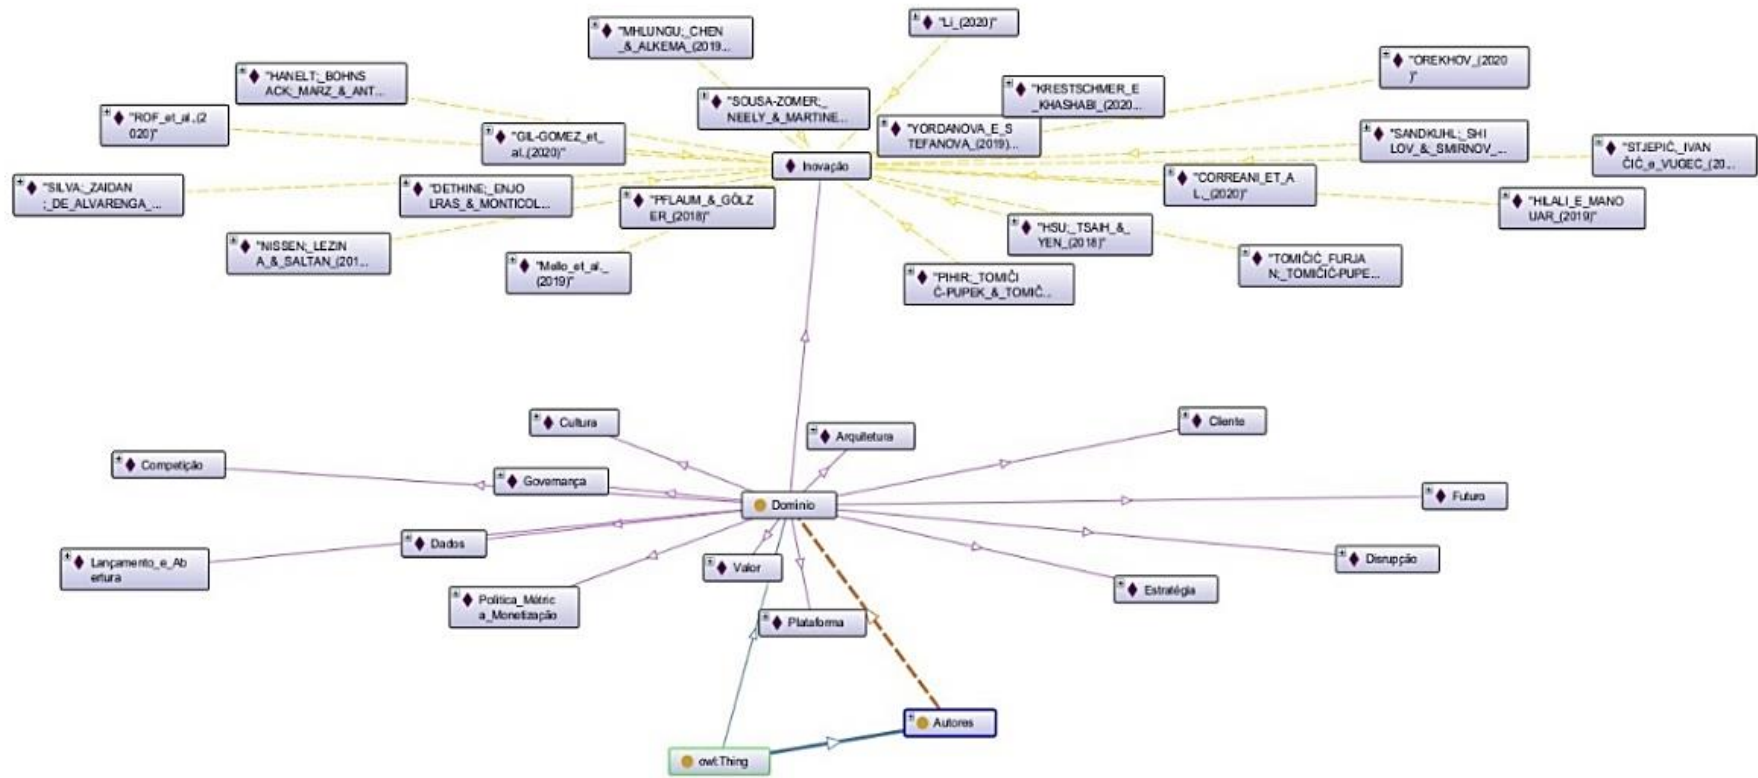 "MHLUNGU;_CHEN
_&_ALKEMA_(2019...
"Li_(2020)"
"HANELT;_BOHNS
ACK;_MARZ_&_ANT...
"KRESTSCHMER_E
_KHASHABI_(2020...
"OREKHOV_(2020
)"
"ROF_et_al.,(2
020)"
"SOUSA-ZOMER;_
NEELY_&_MARTINE...
"GIL-GOMEZ_et_
al.,(2020)"
"YORDANOVA_E_S
TEFANOVA_(2019)...
"SANDKUHL;_SHI
LOV_&_SMIRNOV_...
"STJEPIĆ,_IVAN
ČIĆ_e_VUGEC_(20...
Inovação
"SILVA;_ZAIDAN
;_DE_ALVARENGA_...
"DETHINE;_ENJO
LRAS_&_MONTICOL...
"PFLAUM_&_GÖLZ
ER_(2018)"
"CORREANI_ET_A
L._(2020)"
"HILALI_E_MANO
UAR_(2019)"
"NISSEN;_LEZIN
A_&_SALTAN_(201...
"Mello_et_al._
(2019)"
"HSU;_TSAIH_&_
YEN_(2018)"
"PIHIR;_TOMIČI
Ć-PUPEK_&_TOMIČ...
"TOMIČIĆ_FURJA
N;_TOMIČIĆ-PUPE...
Cultura
Arquitetura
Cliente
Competição
Governança
Domínio
Futuro
Dados
Lançamento_e_Ab
ertura
Valor
Disrupção
Estratégia
Politica_Métric
a_Monetização
Plataforma
Autores
owl:Thing